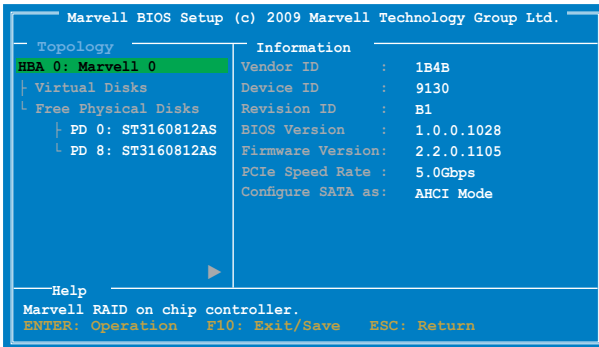 Marvell BIOS Setup (c) 2009 Marvell Technology Group Ltd.
Topology
HBA 0: Marvell 0
Virtual Disks
Free Physical Disks
PD 0: ST3160812AS
PD 8: ST3160812AS
Information
Vendor ID : 1B4B
Device ID : 9130
Revision ID : B1
BIOS Version : 1.0.0.1028
Firmware Version: 2.2.0.1105
PCIe Speed Rate : 5.0Gbps
Configure SATA as: AHCI Mode
Help
Marvell RAID on chip controller.
ENTER: Operation F10: Exit/Save ESC: Return